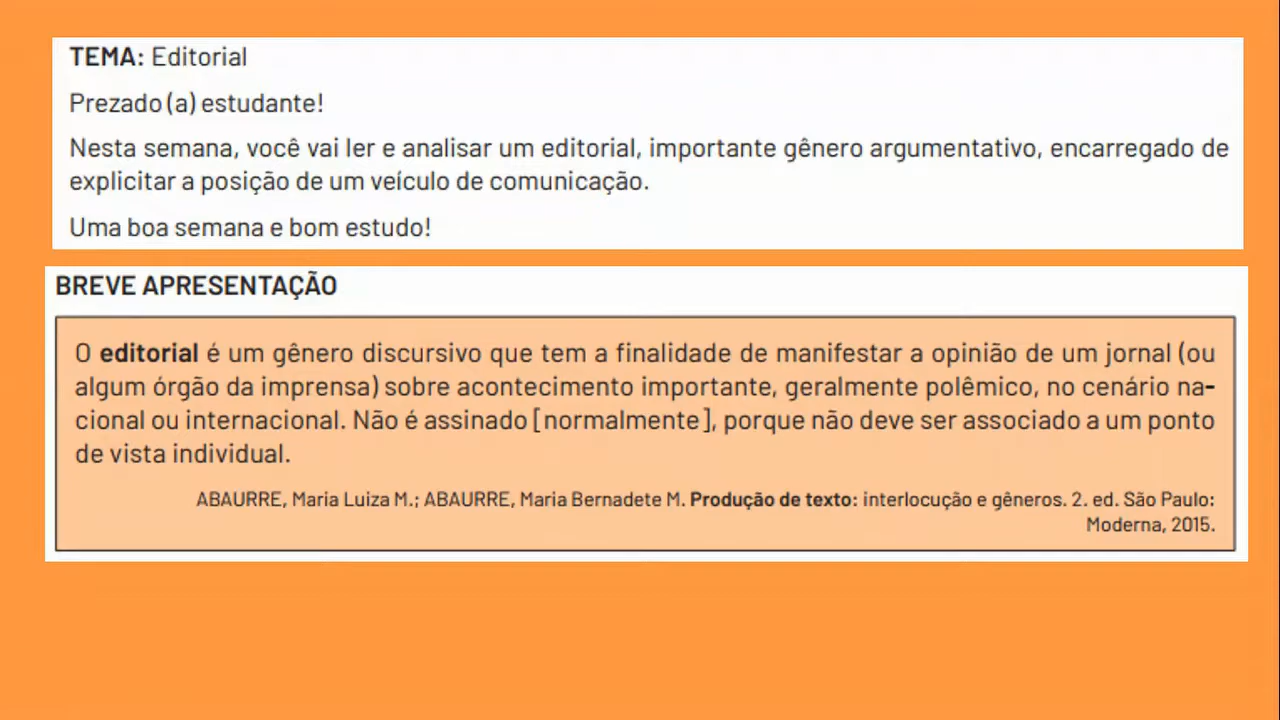 TEMA: Editorial
Prezado (a) estudante!
Nesta semana, você vai ler e analisar um editorial, importante gênero argumentativo, encarregado de
explicitar a posição de um veículo de comunicação.
Uma boa semana e bom estudo!
BREVE APRESENTAÇÃO
O editorial é um gênero discursivo que tem a finalidade de manifestar a opinião de um jornal (ou
algum órgão da imprensa) sobre acontecimento importante, geralmente polêmico, no cenário na-
cional ou internacional. Não é assinado [normalmente], porque não deve ser associado a um ponto
de vista individual.
ABAURRE, Maria Luiza M.; ABAURRE, Maria Bernadete M. Produção de texto: interlocução e gêneros. 2. ed. São Paulo:
Moderna, 2015.